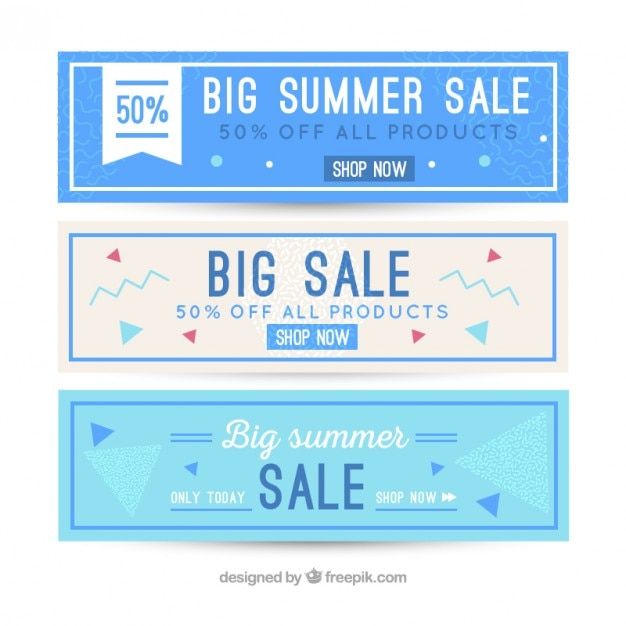 50%
BIG SUMMER SALE
50% OFF ALL PRODUCTS
SHOP NOW
BIG SALE
50% OFF ALL PRODUCTS
SHOP NOW
Big summer
ONLY TODAY SALE SHOP NOW
designed by freepik.com